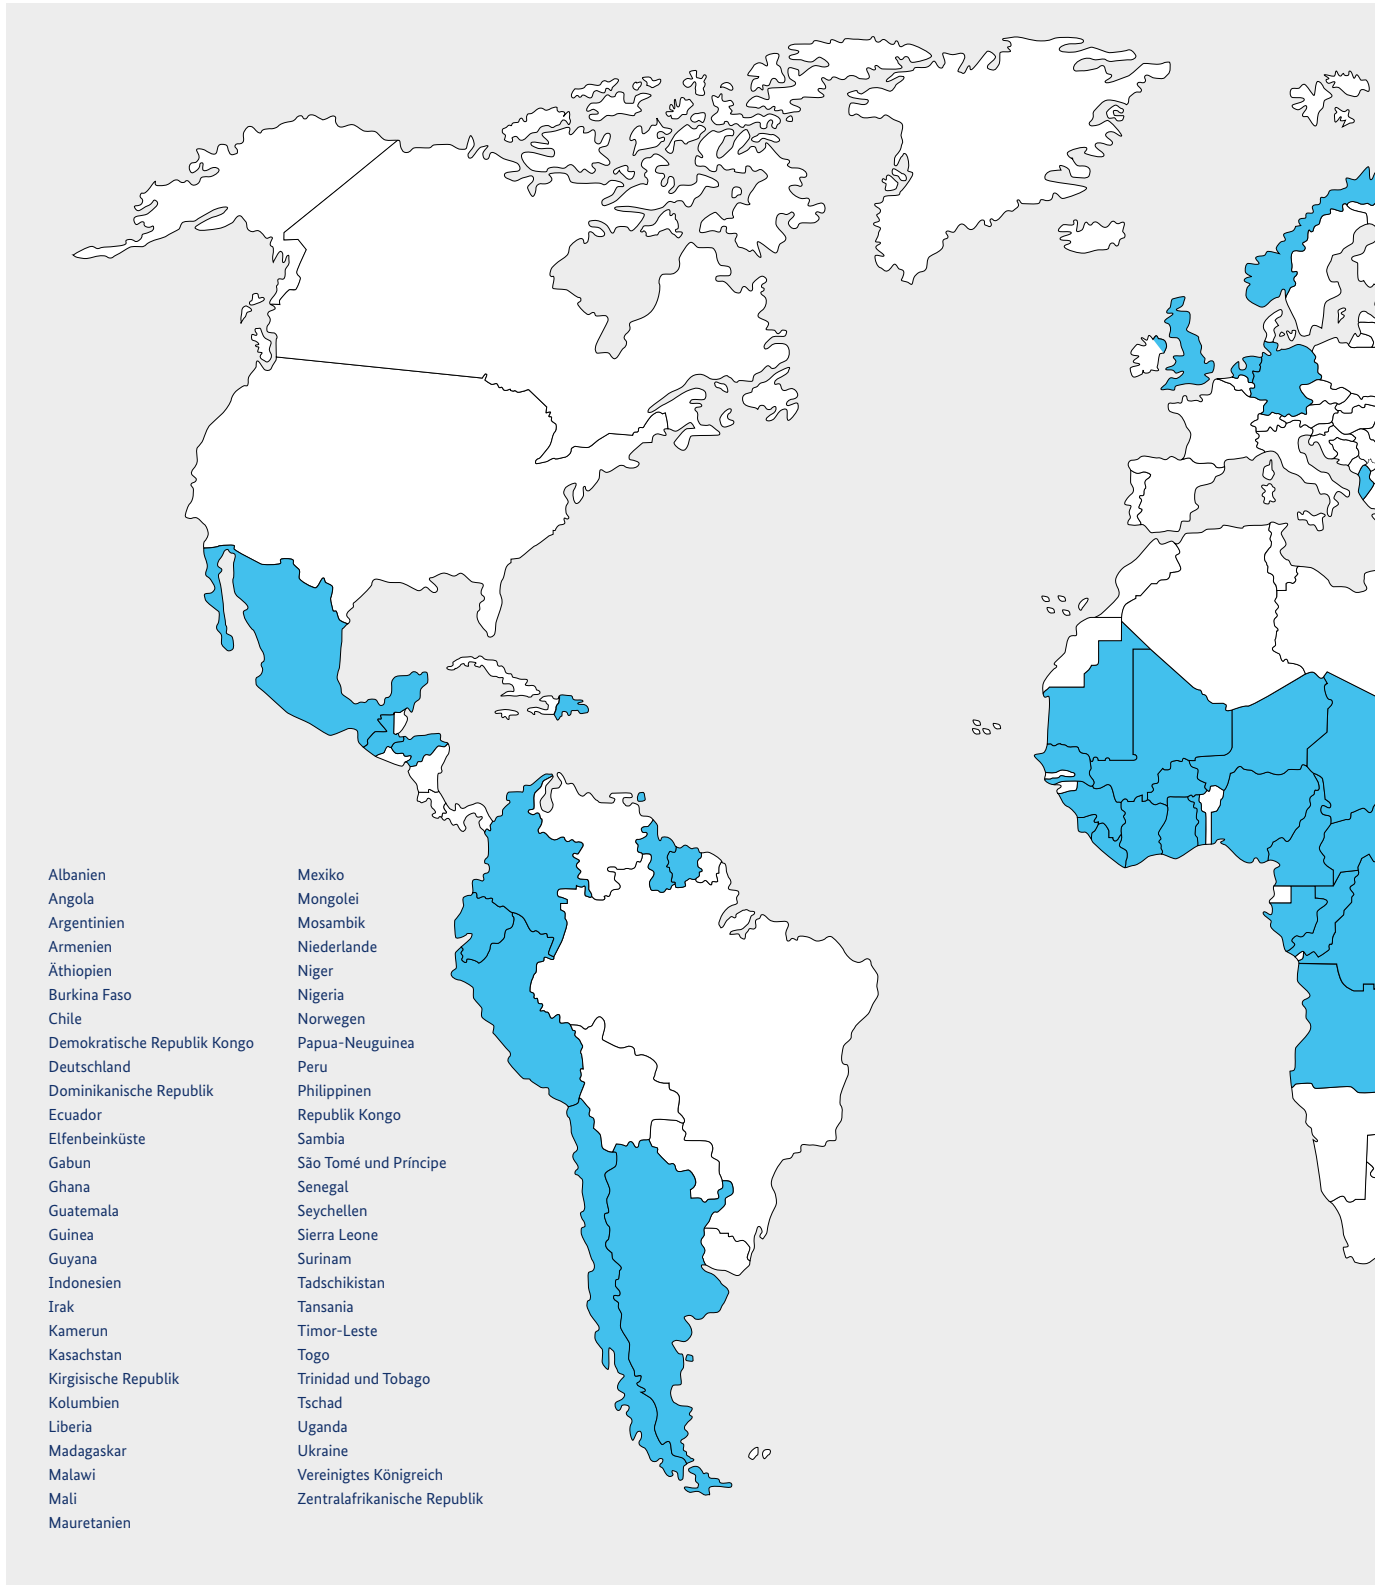 Albanien
Angola
Argentinien
Armenien
Äthiopien
Burkina Faso
Chile
Demokratische Republik Kongo
Deutschland
Dominikanische Republik
Ecuador
Elfenbeinküste
Gabun
Ghana
Guatemala
Guinea
Guyana
Indonesien
Irak
Kamerun
Kasachstan
Kirgisische Republik
Kolumbien
Liberia
Madagaskar
Malawi
Mali
Mauretanien
Mexiko
Mongolei
Mosambik
Niederlande
Niger
Nigeria
Norwegen
Papua-Neuguinea
Peru
Philippinen
Republik Kongo
Sambia
São Tomé und Príncipe
Senegal
Seychellen
Sierra Leone
Surinam
Tadschikistan
Tansania
Timor-Leste
Togo
Trinidad und Tobago
Tschad
Uganda
Ukraine
Vereinigtes Königreich
Zentralafrikanische Republik